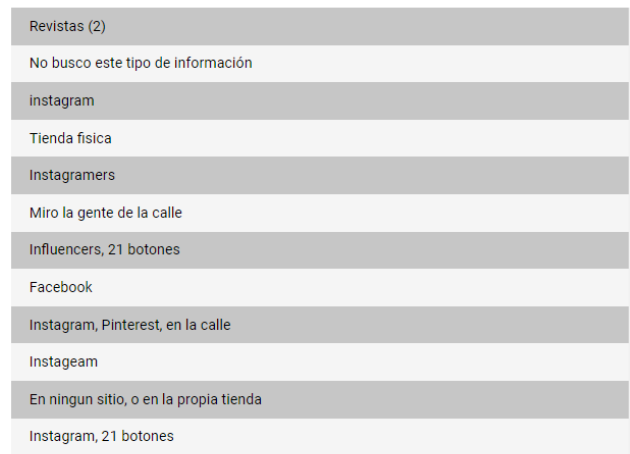 Revistas (2)
No busco este tipo de información
instagram
Tienda fisica
Instagramers
Miro la gente de la calle
Influencers, 21 botones
Facebook
Instagram, Pinterest, en la calle
Instageam
En ningun sitio, o en la propia tienda
Instagram, 21 botones